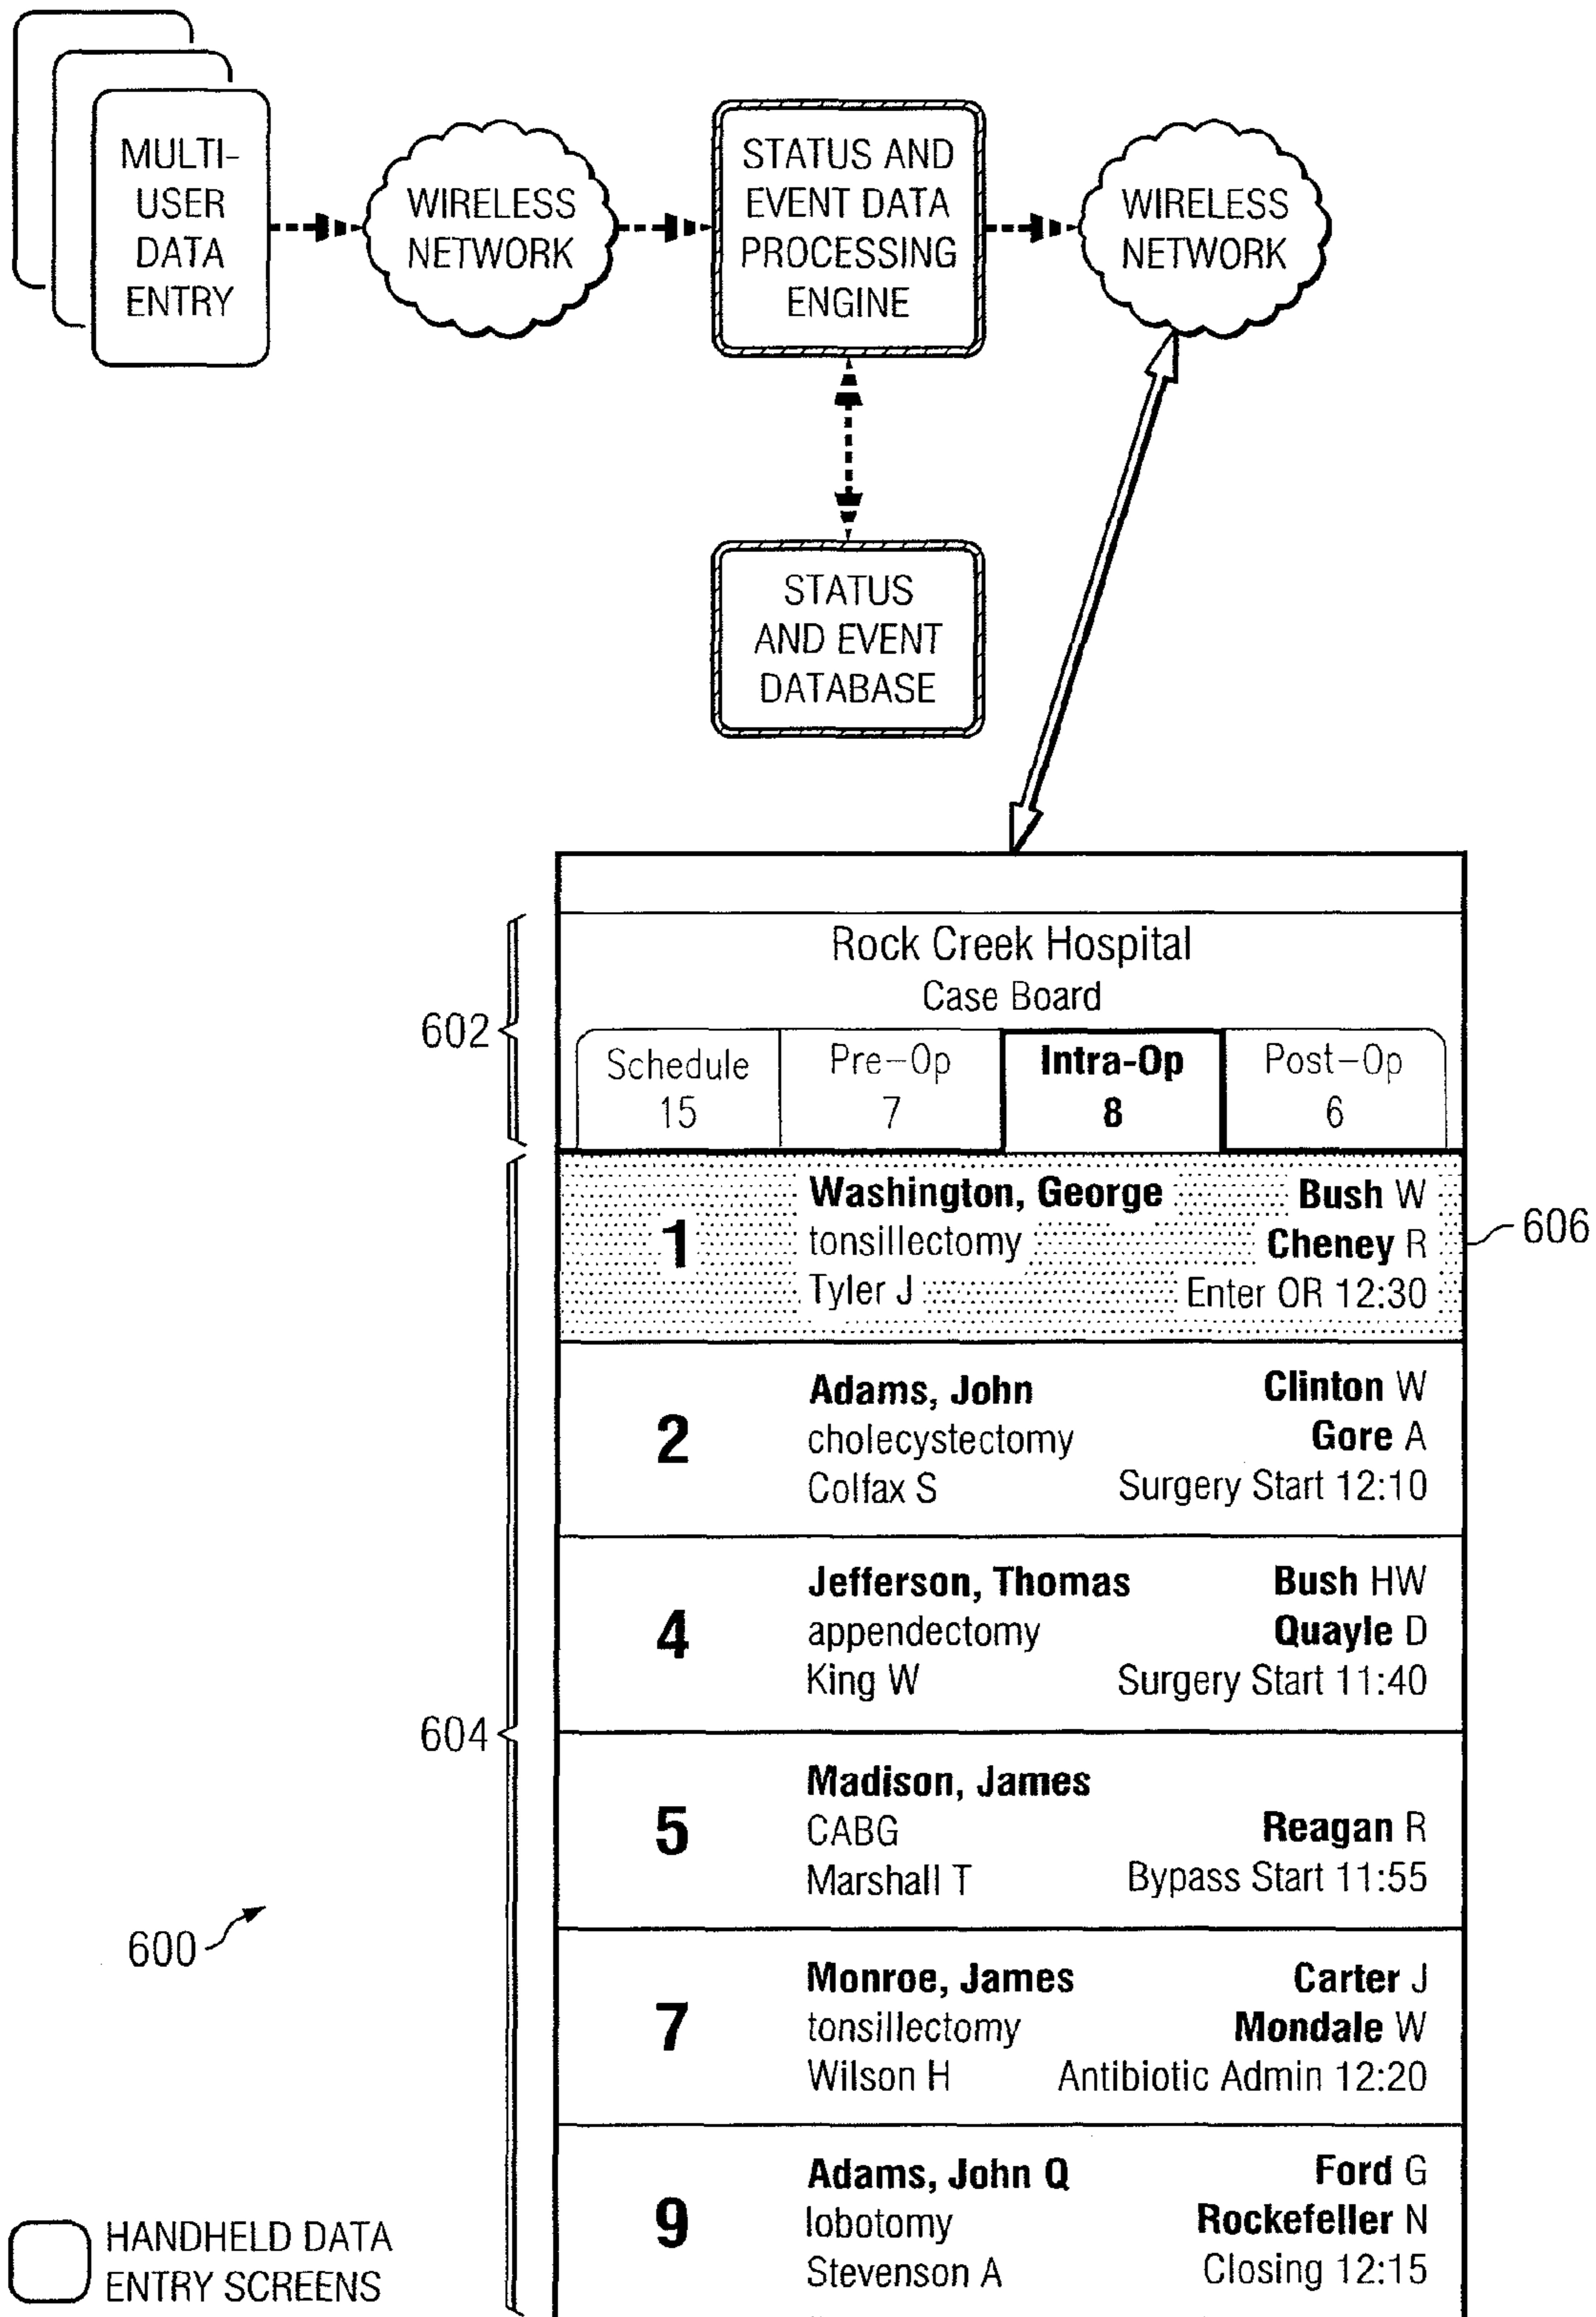 MULTI-
USER
DATA
ENTRY
WIRELESS
NETWORK
STATUS AND
EVENT DATA
PROCESSING
ENGINE
WIRELESS
NETWORK
STATUS
AND EVENT
DATABASE
602
Rock Creek Hospital
Case Board
Schedule
15
Pre-Op
7
Intra-Op
8
Post-Op
6
604
606
1
Washington, George Bush W
tonsillectomy Cheney R
Tyler J Enter OR 12:30
2
Adams, John Clinton W
cholecystectomy Gore A
Colfax S Surgery Start 12:10
4
Jefferson, Thomas Bush HW
appendectomy Quayle D
King W Surgery Start 11:40
5
Madison, James
CABG Reagan R
Marshall T Bypass Start 11:55
7
Monroe, James Carter J
tonsillectomy Mondale W
Wilson H Antibiotic Admin 12:20
9
Adams, John Q Ford G
lobotomy Rockefeller N
Stevenson A Closing 12:15
600
HANDHELD DATA
ENTRY SCREENS